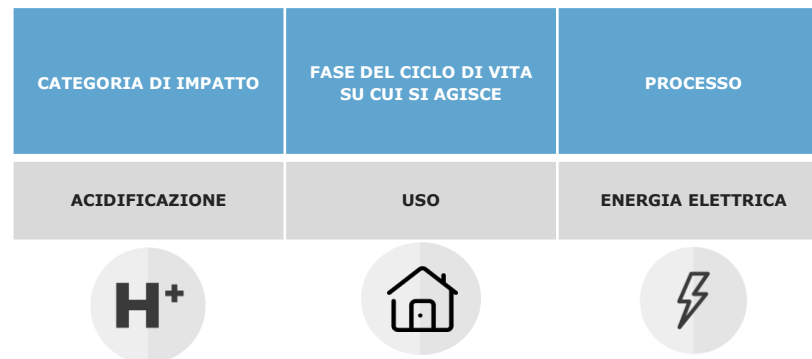 CATEGORIA DI IMPATTO
FASE DEL CICLO DI VITA
SU CUI SI AGISCE
PROCESSO
ACIDIFICAZIONE
USO
ENERGIA ELETTRICA
H+